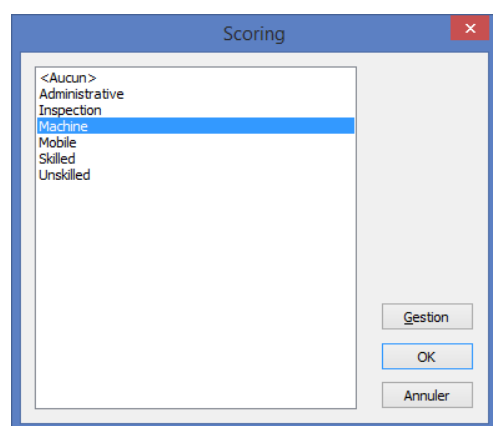 Scoring
<Aucun>
Administrative
Inspection
Machine
Mobile
Skilled
Unskilled
Gestion
OK
Annuler